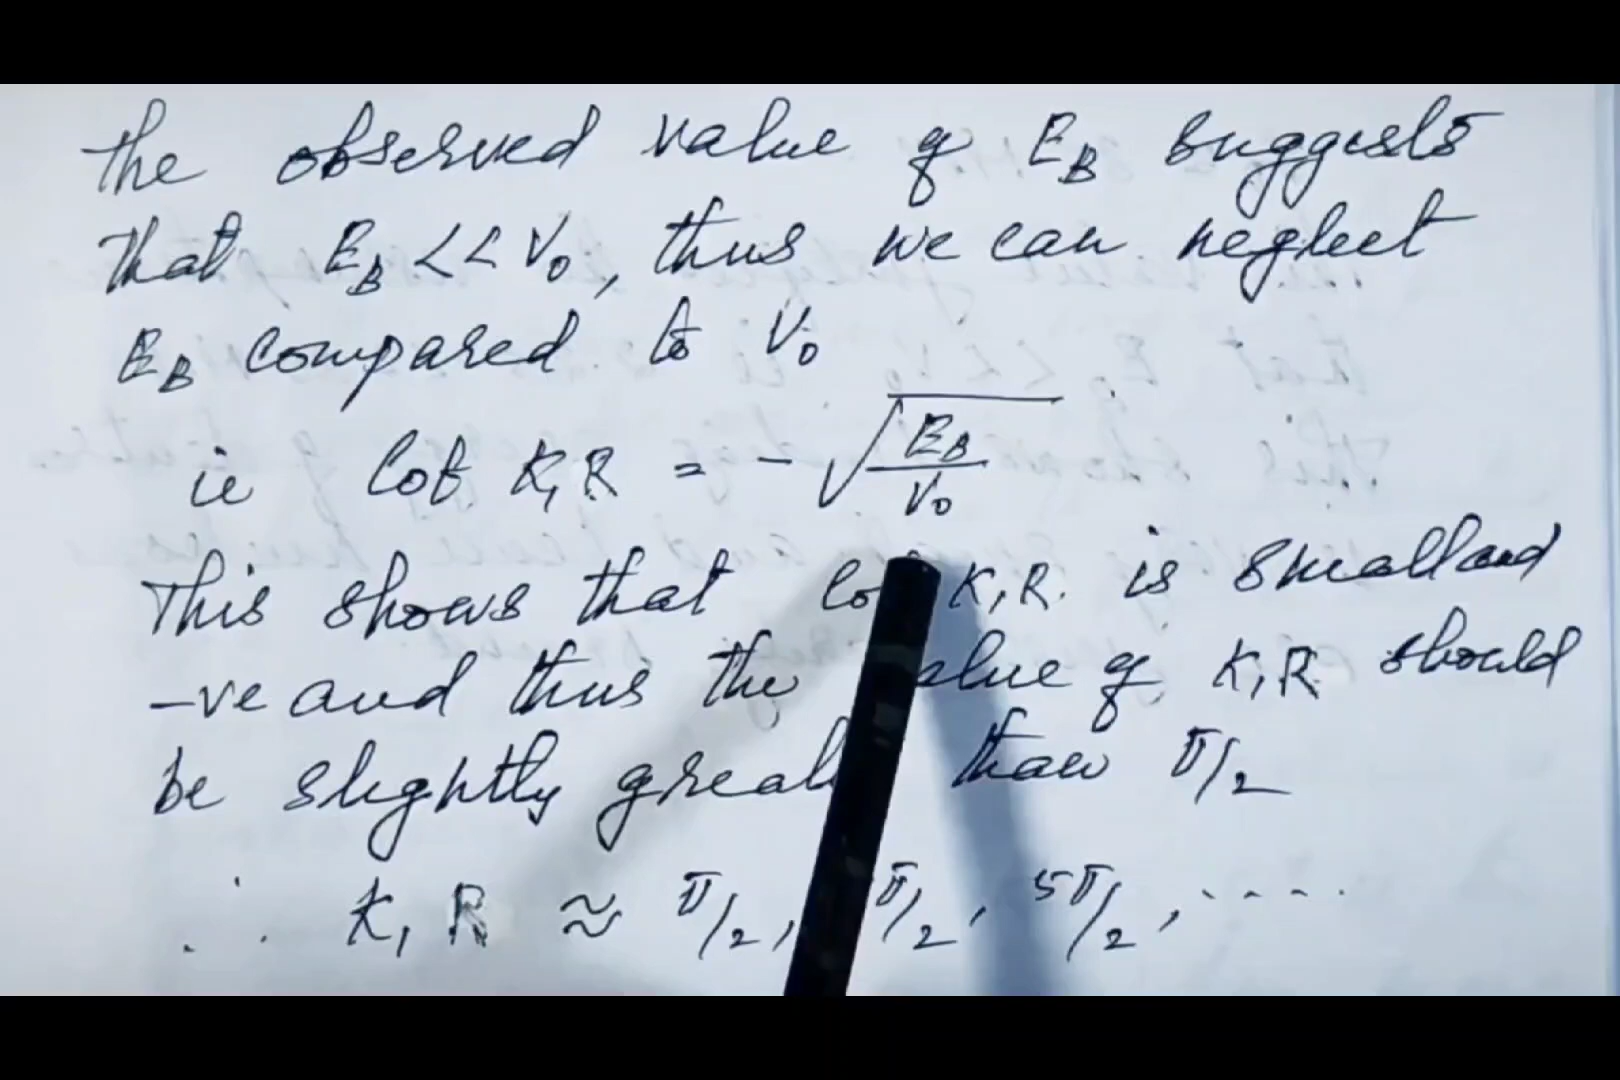 the observed value of E_B suggests
that E_B << V_0, thus we can neglect
E_B compared to V_0
ie Cot K_1R = -√(E_B/V_0)
This shows that K_1R. is small and
-ve and thus the value of K_1R should
be slightly than π/2
∴ K_1R ≈ π/2, π/2, 5π/2, -----